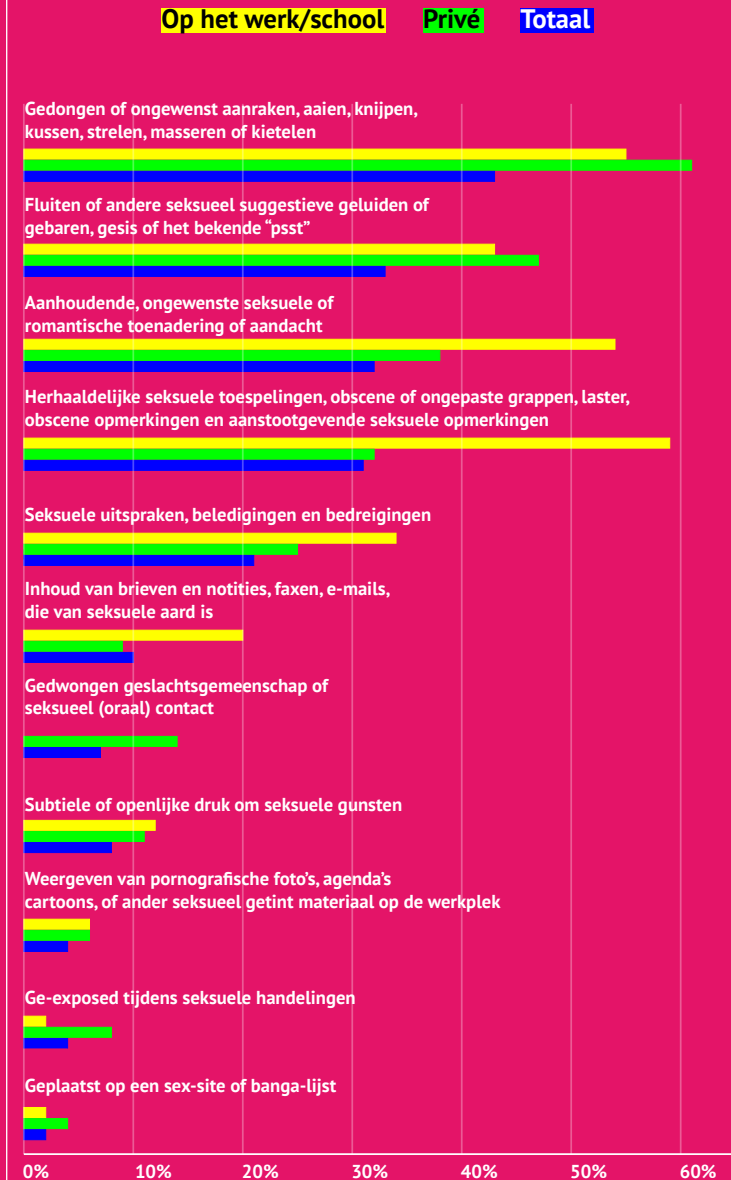 Op het werk/school Privé Totaal
Gedongen of ongewenst aanraken, aaien, knijpen,
kussen, strelen, masseren of kietelen
Fluiten of andere seksueel suggestieve geluiden of
gebaren, gesis of het bekende “psst”
Aanhoudende, ongewenste seksuele of
romantische toenadering of aandacht
Herhaaldelijke seksuele toespelingen, obscene of ongepaste grappen, laster,
obscene opmerkingen en aanstootgevende seksuele opmerkingen
Seksuele uitspraken, beledigingen en bedreigingen
Inhoud van brieven en notities, faxen, e-mails,
die van seksuele aard is
Gedwongen geslachtsgemeenschap of
seksueel (oraal) contact
Subtiele of openlijke druk om seksuele gunsten
Weergeven van pornografische foto’s, agenda’s
cartoons, of ander seksueel getint materiaal op de werkplek
Ge-exposed tijdens seksuele handelingen
Geplaatst op een sex-site of banga-lijst
0% 10% 20% 30% 40% 50% 60%